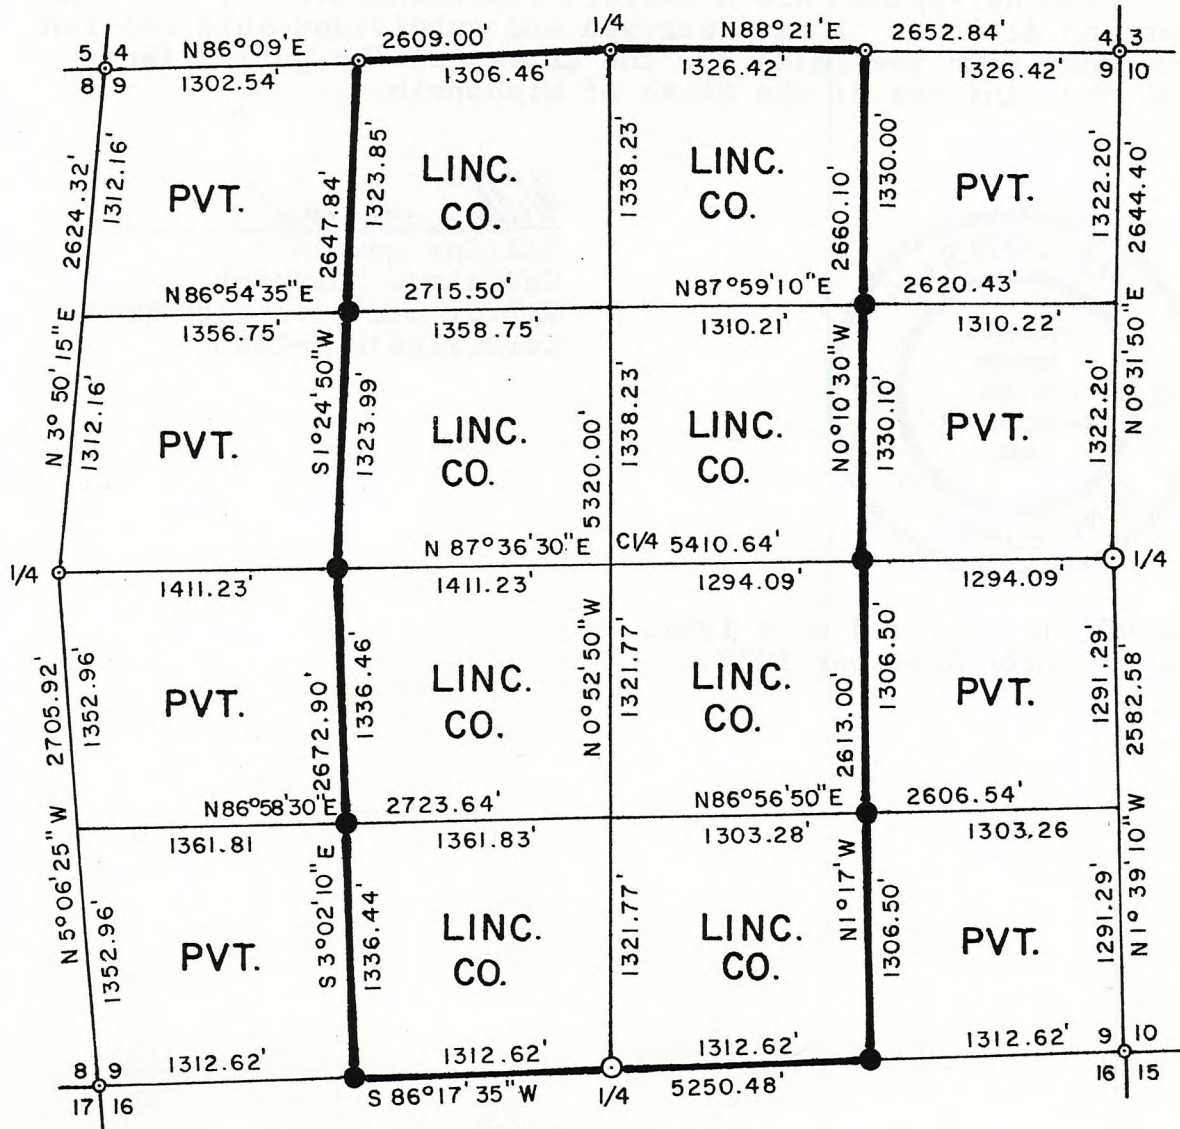 1/4
5 4
N86°09'E
2609.00'
N88°21'E
2652.84'
4 3
8 9
1302.54'
1306.46'
1326.42'
1326.42'
9 10
2624.32'
1312.16'
PVT.
2647.84'
1323.85'
LINC.
CO.
1338.23'
LINC.
CO.
2660.10'
1330.00'
PVT.
1322.20'
2644.40'
N86°54'35"E
2715.50'
N87°59'10"E
2620.43'
1356.75'
1358.75'
1310.21'
1310.22'
N 3°50'15"E
1312.16'
PVT.
S1°24'50"W
1323.99'
LINC.
CO.
5320.00'
1338.23'
LINC.
CO.
N0°10'30"W
1330.10'
PVT.
1322.20'
N0°31'50"E
N 87°36'30"E
C1/4
5410.64'
1/4
1411.23'
1411.23'
1294.09'
1294.09'
1/4
2705.92'
1352.96'
PVT.
2672.90'
1336.46'
LINC.
CO.
N0°52'50"W
1321.77'
LINC.
CO.
2613.00'
1306.50'
PVT.
1291.29'
2582.58'
N86°58'30"E
2723.64'
N86°56'50"E
2606.54'
1361.81
1361.83'
1303.28'
1303.26
N 5°06'25"W
1352.96'
PVT.
S 3°02'10"E
1336.44'
LINC.
CO.
1321.77'
LINC.
CO.
N1°17'W
1306.50'
PVT.
1291.29'
N1°39'10"W
8 9
1312.62'
1312.62'
1312.62'
1312.62'
9 10
17 16
S 86°17'35"W
1/4
5250.48'
16 15